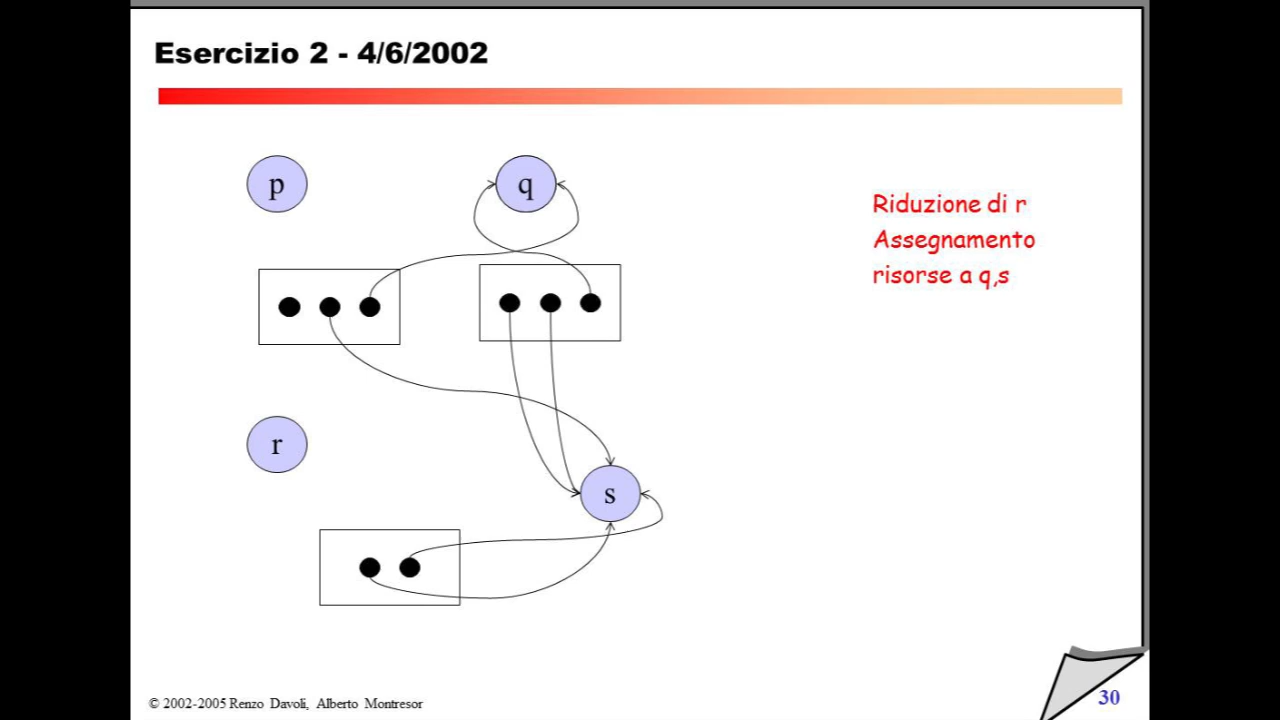 Esercizio 2 - 4/6/2002
p
q
Riduzione di r
Assegnamento
risorse a q,s
r
s
© 2002-2005 Renzo Davoli, Alberto Montresor
30